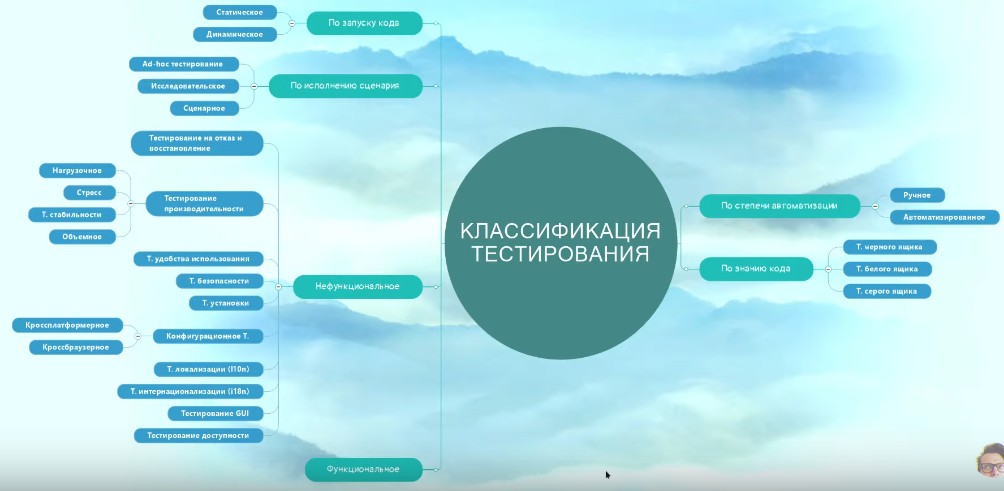 КЛАССИФИКАЦИЯ
ТЕСТИРОВАНИЯ
По запуску кода
Статическое
Динамическое
По исполнению сценария
Ad-hoc тестирование
Исследовательское
Сценарное
Нефункциональное
Тестирование на отказ и
восстановление
Тестирование
производительности
Нагрузочное
Стресс
Т. стабильности
Объемное
Т. удобства использования
Т. безопасности
Т. установки
Конфигурационное Т.
Кроссплатформерное
Кроссбраузерное
Т. локализации (l10n)
Т. интернационализации (i18n)
Тестирование GUI
Тестирование доступности
Функциональное
По степени автоматизации
Ручное
Автоматизированное
По знанию кода
Т. черного ящика
Т. белого ящика
Т. серого ящика